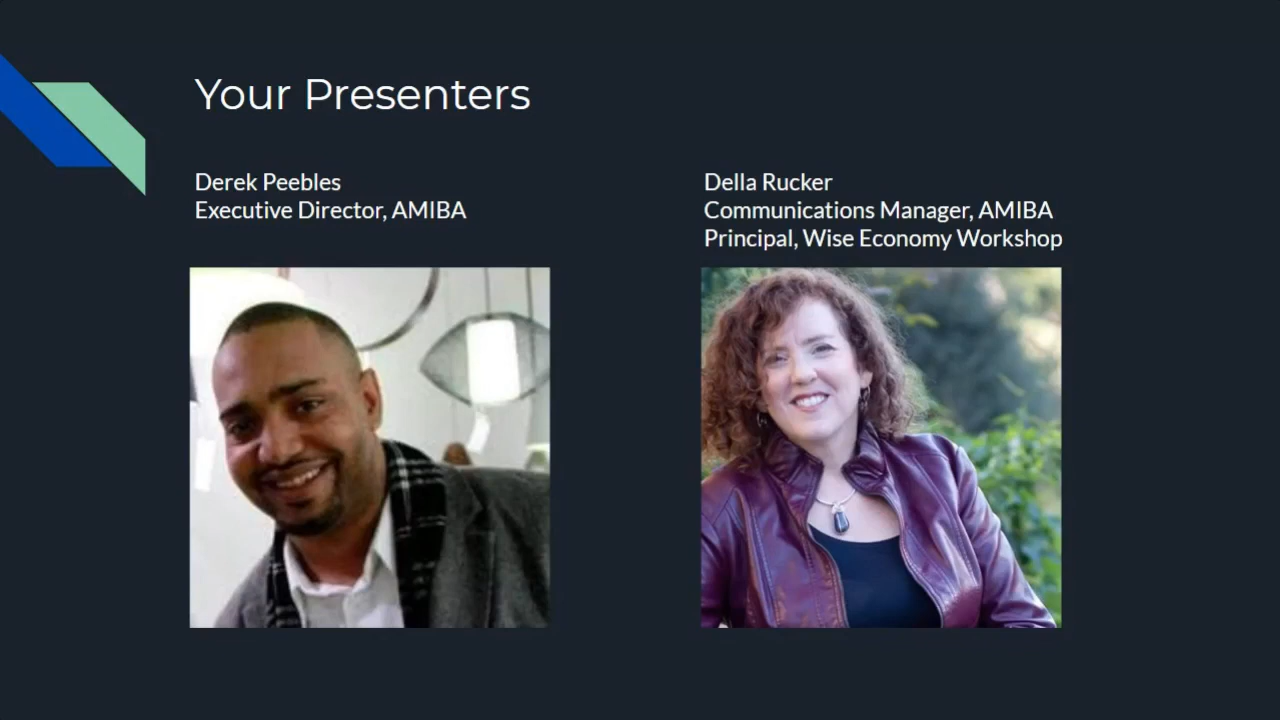 Your Presenters
Derek Peebles
Executive Director, AMIBA
Della Rucker
Communications Manager, AMIBA
Principal, Wise Economy Workshop